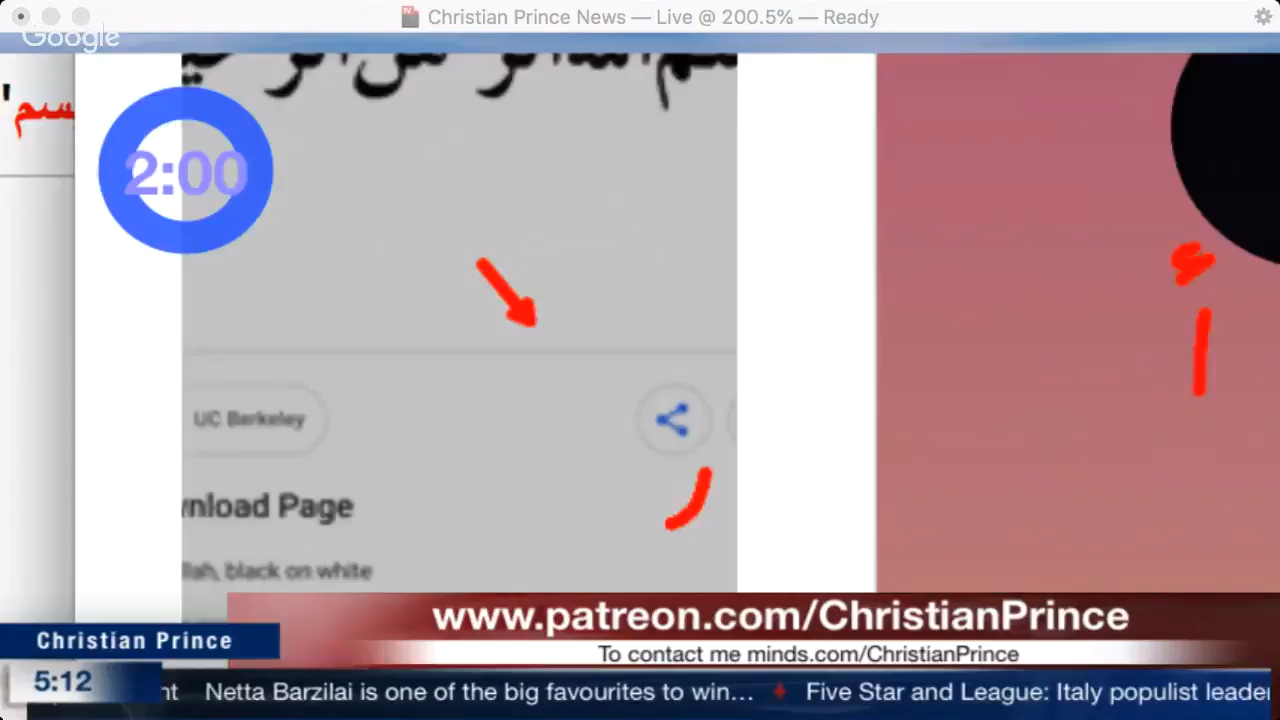 Christian Prince News — Live @ 200.5% — Ready
Google
بسم
2:00
أ
UC Berkeley
ر
wnload Page
llah, black on white
www.patreon.com/ChristianPrince
Christian Prince
To contact me minds.com/ChristianPrince
5:12
nt Netta Barzilai is one of the big favourites to win... ♦ Five Star and League: Italy populist leader